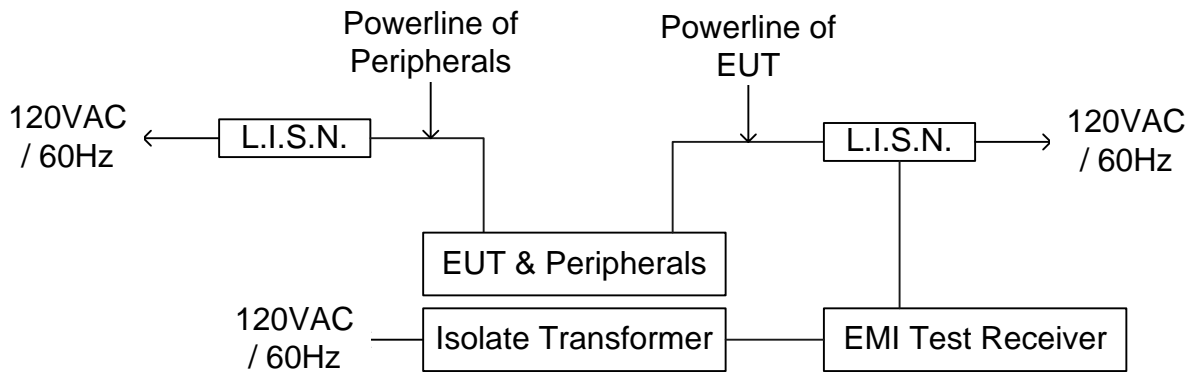 Powerline of
Peripherals
Powerline of
EUT
120VAC
/ 60Hz
L.I.S.N.
L.I.S.N.
120VAC
/ 60Hz
EUT & Peripherals
120VAC
/ 60Hz
Isolate Transformer
EMI Test Receiver